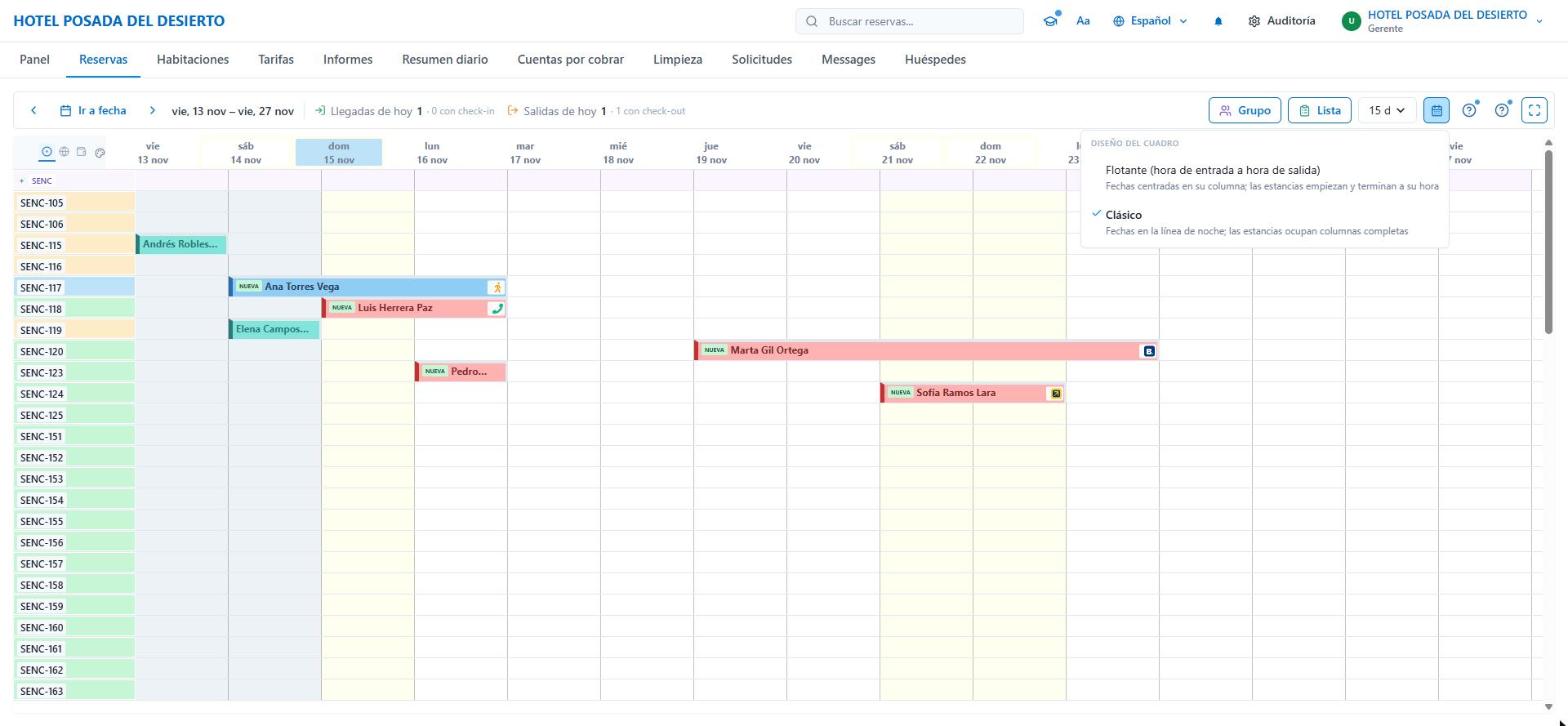 HOTEL POSADA DEL DESIERTO
Buscar reservas...
Aa
Español
Auditoría
U
HOTEL POSADA DEL DESIERTO
Gerente
Panel
Reservas
Habitaciones
Tarifas
Informes
Resumen diario
Cuentas por cobrar
Limpieza
Solicitudes
Messages
Huéspedes
Ir a fecha
vie, 13 nov – vie, 27 nov
Llegadas de hoy 1 · 0 con check-in
Salidas de hoy 1 · 1 con check-out
Grupo
Lista
15 d
vie
13 nov
sáb
14 nov
dom
15 nov
lun
16 nov
mar
17 nov
mié
18 nov
jue
19 nov
vie
20 nov
sáb
21 nov
dom
22 nov
23
vie
7 nov
DISEÑO DEL CUADRO
Flotante (hora de entrada a hora de salida)
Fechas centradas en su columna; las estancias empiezan y terminan a su hora
Clásico
Fechas en la línea de noche; las estancias ocupan columnas completas
+ SENC
SENC-105
SENC-106
SENC-115
Andrés Robles...
SENC-116
SENC-117
NUEVA Ana Torres Vega
SENC-118
NUEVA Luis Herrera Paz
SENC-119
Elena Campos...
SENC-120
NUEVA Marta Gil Ortega
B
SENC-123
NUEVA Pedro...
SENC-124
NUEVA Sofía Ramos Lara
SENC-125
SENC-151
SENC-152
SENC-153
SENC-154
SENC-155
SENC-156
SENC-157
SENC-158
SENC-159
SENC-160
SENC-161
SENC-162
SENC-163